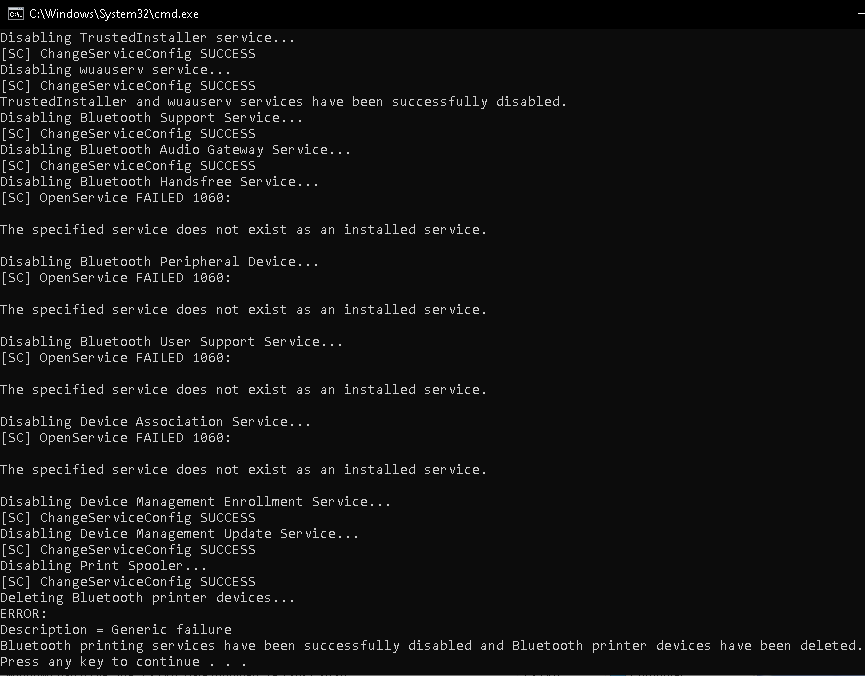 C:\Windows\System32\cmd.exe
Disabling TrustedInstaller service...
[SC] ChangeServiceConfig SUCCESS
Disabling wuauserv service...
[SC] ChangeServiceConfig SUCCESS
TrustedInstaller and wuauserv services have been successfully disabled.
Disabling Bluetooth Support Service...
[SC] ChangeServiceConfig SUCCESS
Disabling Bluetooth Audio Gateway Service...
[SC] ChangeServiceConfig SUCCESS
Disabling Bluetooth Handsfree Service...
[SC] OpenService FAILED 1060:
The specified service does not exist as an installed service.
Disabling Bluetooth Peripheral Device...
[SC] OpenService FAILED 1060:
The specified service does not exist as an installed service.
Disabling Bluetooth User Support Service...
[SC] OpenService FAILED 1060:
The specified service does not exist as an installed service.
Disabling Device Association Service...
[SC] OpenService FAILED 1060:
The specified service does not exist as an installed service.
Disabling Device Management Enrollment Service...
[SC] ChangeServiceConfig SUCCESS
Disabling Device Management Update Service...
[SC] ChangeServiceConfig SUCCESS
Disabling Print Spooler...
[SC] ChangeServiceConfig SUCCESS
Deleting Bluetooth printer devices...
ERROR:
Description = Generic failure
Bluetooth printing services have been successfully disabled and Bluetooth printer devices have been deleted.
Press any key to continue . . .